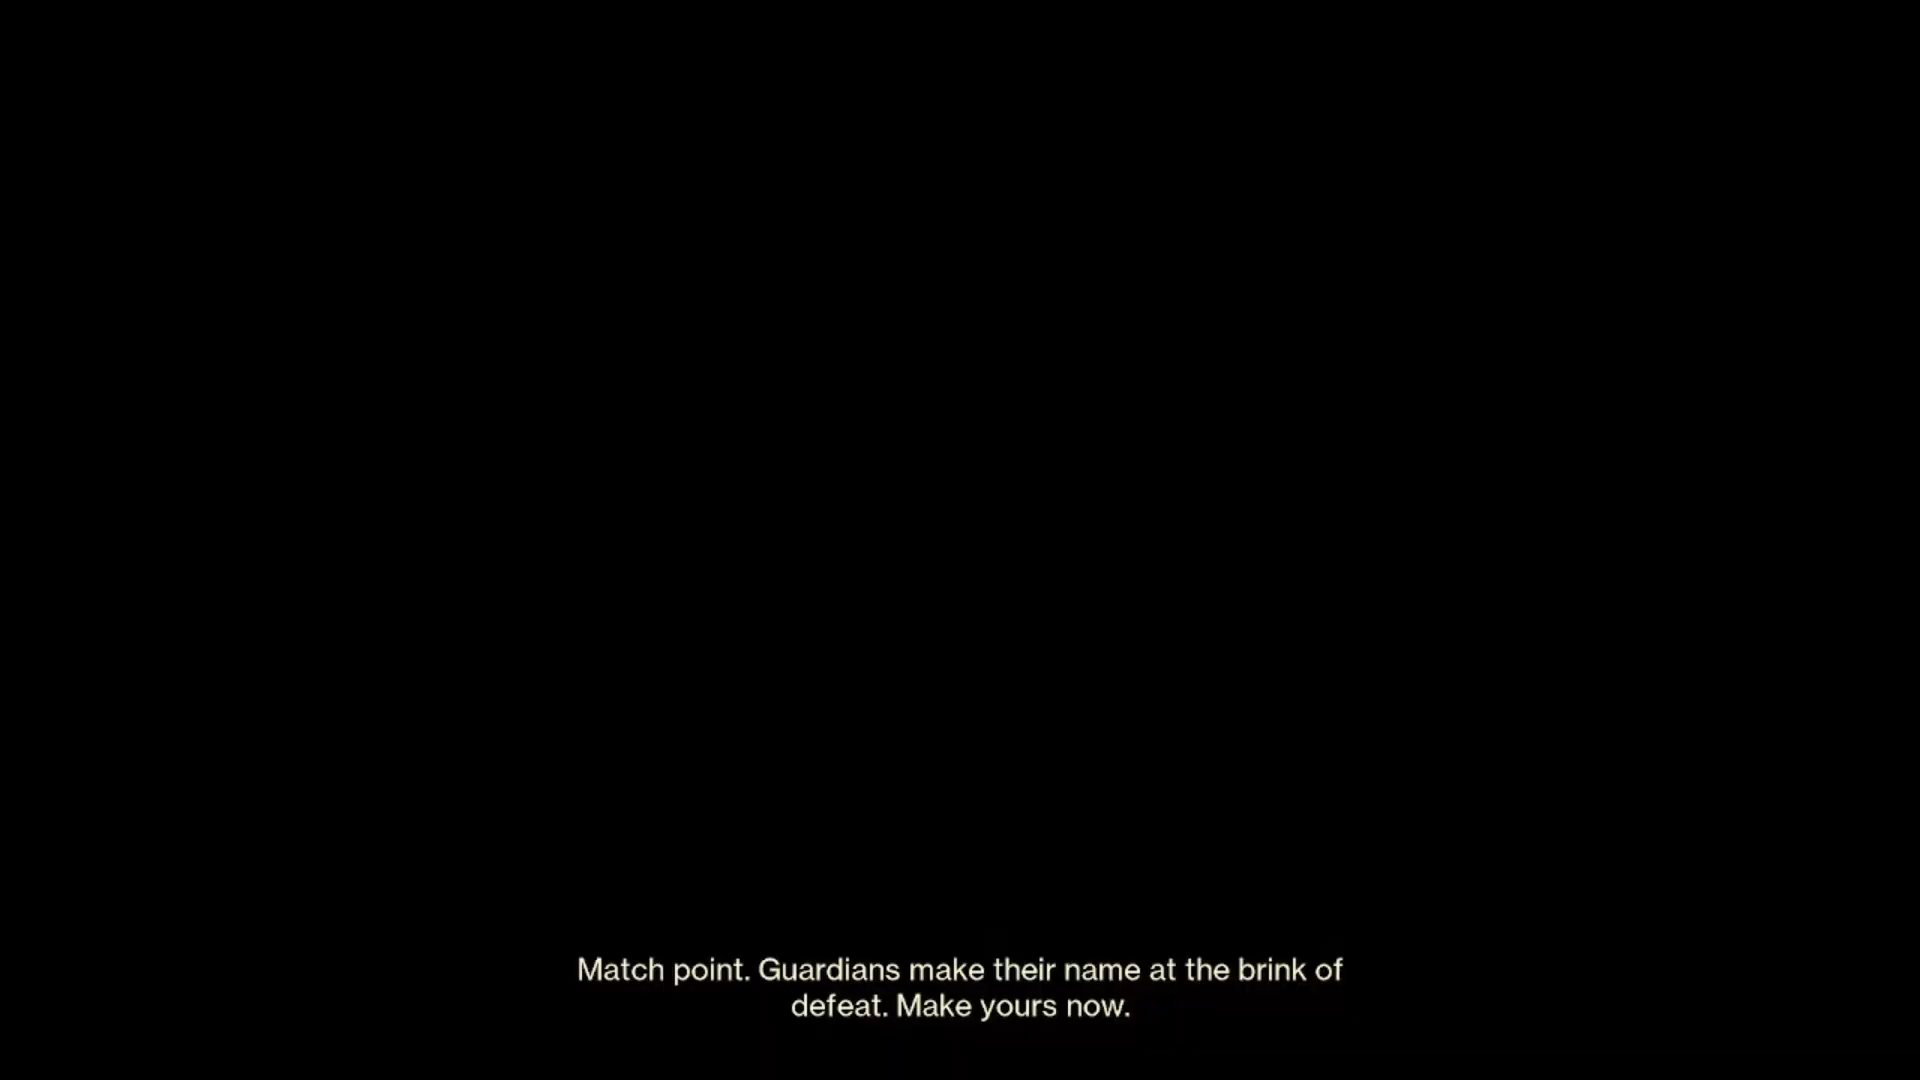 Match point. Guardians make their name at the brink of
defeat. Make yours now.